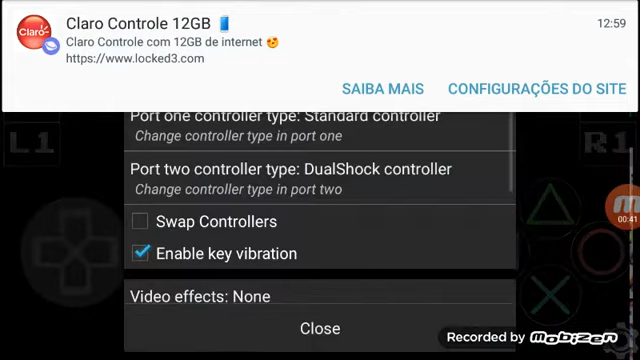 Claro
Claro Controle 12GB
12:59
Claro Controle com 12GB de internet
https://www.locked3.com
SAIBA MAIS
CONFIGURAÇÕES DO SITE
Port one controller type: Standard controller
Change controller type in port one
L1
R1
Port two controller type: DualShock controller
Change controller type in port two
Swap Controllers
00:41
Enable key vibration
Video effects: None
Close
Recorded by mobizen